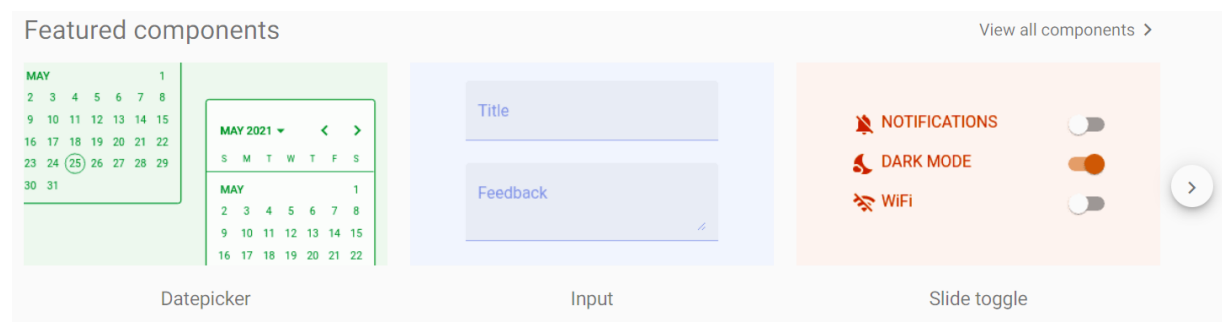 Featured components
View all components
MAY 1
2 3 4 5 6 7 8
9 10 11 12 13 14 15
16 17 18 19 20 21 22
23 24 25 26 27 28 29
30 31
MAY 2021
S M T W T F S
MAY 1
2 3 4 5 6 7 8
9 10 11 12 13 14 15
16 17 18 19 20 21 22
Datepicker
Title
Feedback
Input
NOTIFICATIONS
DARK MODE
WiFi
Slide toggle